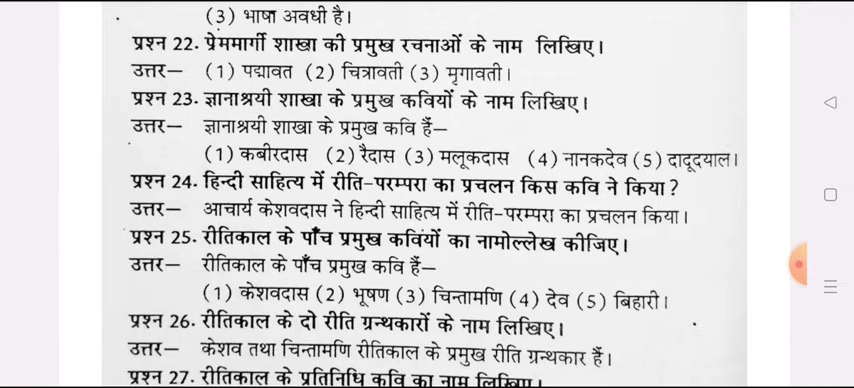 (3) भाषा अवधी है।
प्रश्न 22. प्रेममार्गी शाखा की प्रमुख रचनाओं के नाम लिखिए।
उत्तर— (1) पद्मावत (2) चित्रावती (3) मृगावती।
प्रश्न 23. ज्ञानाश्रयी शाखा के प्रमुख कवियों के नाम लिखिए।
उत्तर— ज्ञानाश्रयी शाखा के प्रमुख कवि हैं—
(1) कबीरदास (2) रैदास (3) मलूकदास (4) नानकदेव (5) दादूदयाल।
प्रश्न 24. हिन्दी साहित्य में रीति-परम्परा का प्रचलन किस कवि ने किया?
उत्तर— आचार्य केशवदास ने हिन्दी साहित्य में रीति-परम्परा का प्रचलन किया।
प्रश्न 25. रीतिकाल के पाँच प्रमुख कवियों का नामोल्लेख कीजिए।
उत्तर— रीतिकाल के पाँच प्रमुख कवि हैं—
(1) केशवदास (2) भूषण (3) चिन्तामणि (4) देव (5) बिहारी।
प्रश्न 26. रीतिकाल के दो रीति ग्रन्थकारों के नाम लिखिए।
उत्तर— केशव तथा चिन्तामणि रीतिकाल के प्रमुख रीति ग्रन्थकार हैं।
प्रश्न 27. रीतिकाल के प्रतिनिधि कवि का नाम लिखिए।